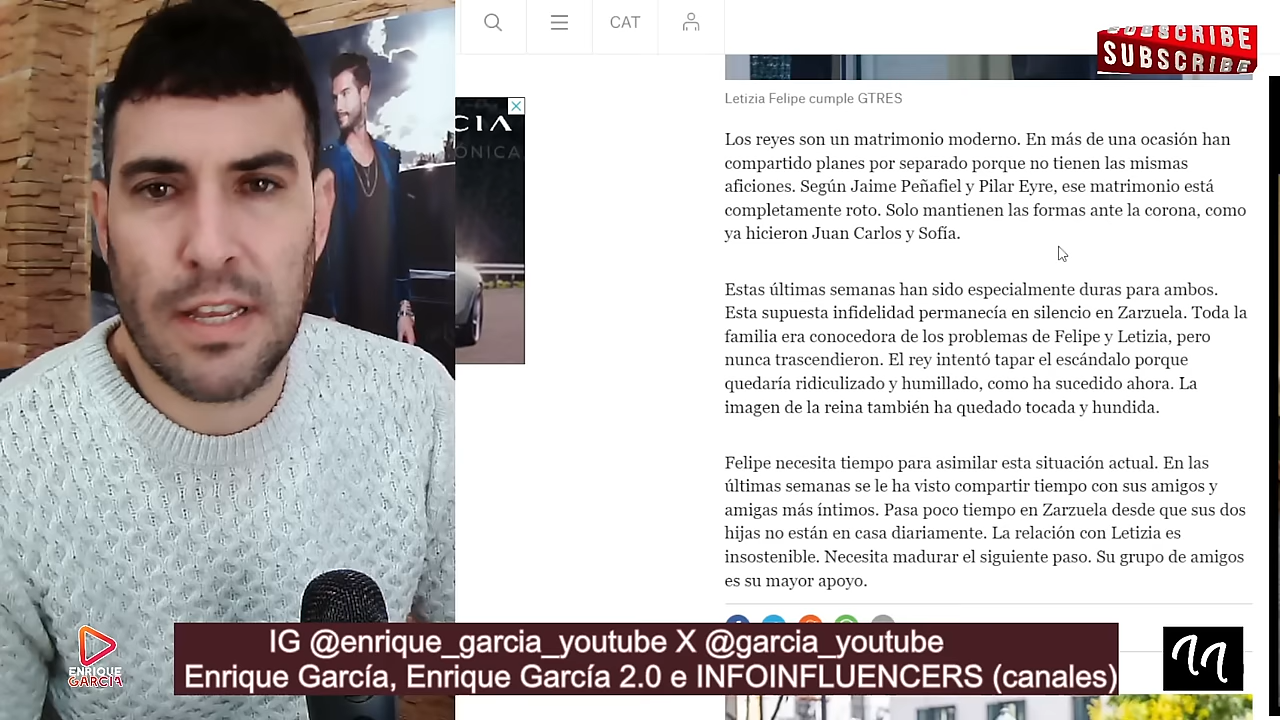 CAT
SUBSCRIBE
SUBSCRIBE
CIA
ÓNICA
Letizia Felipe cumple GTRES
Los reyes son un matrimonio moderno. En más de una ocasión han
compartido planes por separado porque no tienen las mismas
aficiones. Según Jaime Peñafiel y Pilar Eyre, ese matrimonio está
completamente roto. Solo mantienen las formas ante la corona, como
ya hicieron Juan Carlos y Sofía.
Estas últimas semanas han sido especialmente duras para ambos.
Esta supuesta infidelidad permanecía en silencio en Zarzuela. Toda la
familia era conocedora de los problemas de Felipe y Letizia, pero
nunca trascendieron. El rey intentó tapar el escándalo porque
quedaría ridiculizado y humillado, como ha sucedido ahora. La
imagen de la reina también ha quedado tocada y hundida.
Felipe necesita tiempo para asimilar esta situación actual. En las
últimas semanas se le ha visto compartir tiempo con sus amigos y
amigas más íntimos. Pasa poco tiempo en Zarzuela desde que sus dos
hijas no están en casa diariamente. La relación con Letizia es
insostenible. Necesita madurar el siguiente paso. Su grupo de amigos
es su mayor apoyo.
IG @enrique_garcia_youtube X @garcia_youtube
Enrique García, Enrique García 2.0 e INFOINFLUENCERS (canales)
ENRIQUE
GARCÍA